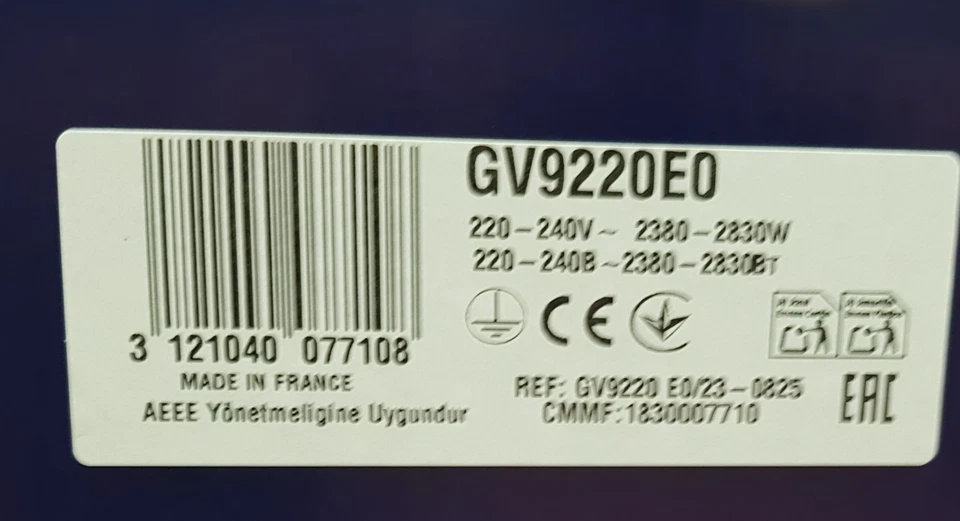 GV9220E0
220-240V~ 2380-2830W
220-240В~2380-2830ВТ
CE
3 121040 077108
MADE IN FRANCE
AEEE Yönetmeligine Uygundur
REF: GV9220 E0/23-0825
CMMF:1830007710
EAC